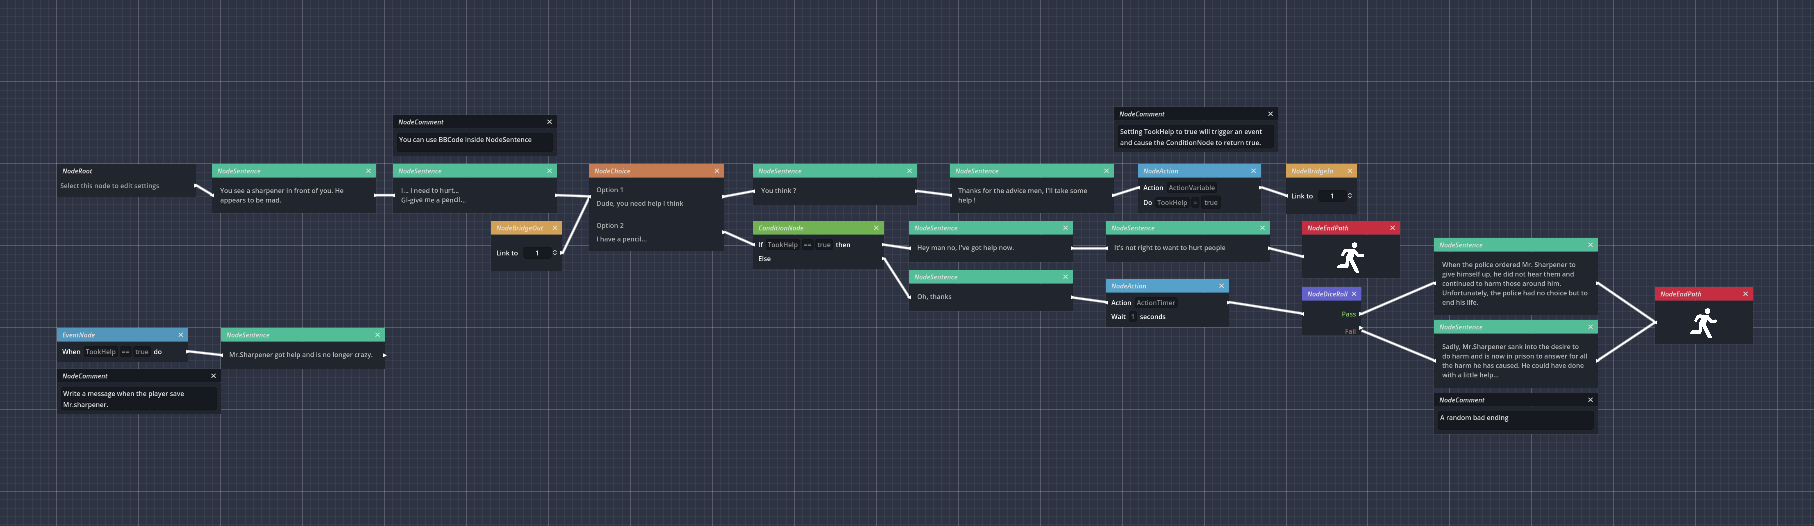 NodeComment
You can use BBCode inside NodeSentence
NodeComment
Setting TookHelp to true will trigger an event
and cause the ConditionNode to return true.
NodeRoot
Select this node to edit settings
NodeSentence
You see a sharpener in front of you. He
appears to be mad.
NodeSentence
I... I need to hurt...
Gi-give me a pencil...
NodeChoice
Option 1
Dude, you need help I think
Option 2
I have a pencil...
NodeSentence
You think ?
NodeSentence
Thanks for the advice men, I'll take some
help !
NodeAction
Action ActionVariable
Do TookHelp = true
NodeBridgeIn
Link to 1
NodeBridgeOut
Link to 1
ConditionNode
If TookHelp == true then
Else
NodeSentence
Hey man no, I've got help now.
NodeSentence
It's not right to want to hurt people
NodeEndPath
NodeSentence
Oh, thanks
NodeAction
Action ActionTimer
Wait 1 seconds
NodeDiceRoll
Pass
Fail
NodeSentence
When the police ordered Mr. Sharpener to
give himself up, he did not hear them and
continued to harm those around him.
Unfortunately, the police had no choice but to
end his life.
NodeSentence
Sadly, Mr.Sharpener sank into the desire to
do harm and is now in prison to answer for all
the harm he has caused. He could have done
with a little help...
NodeComment
A random bad ending
NodeEndPath
EventNode
When TookHelp == true do
NodeSentence
Mr.Sharpener got help and is no longer crazy.
NodeComment
Write a message when the player save
Mr.sharpener.